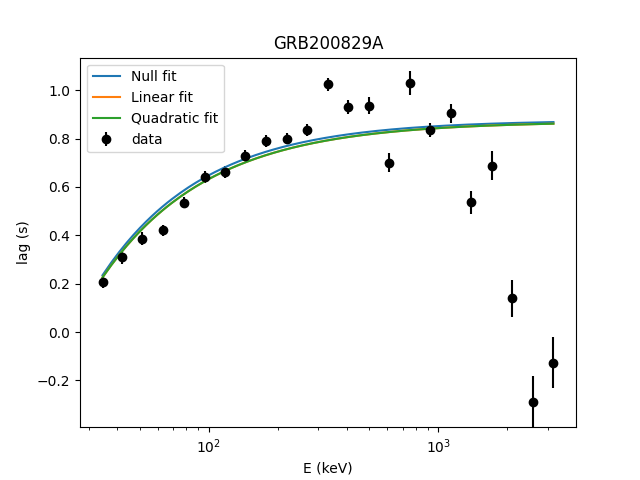 GRB200829A
Null fit
Linear fit
Quadratic fit
data
1.0
0.8
0.6
0.4
0.2
0.0
−0.2
lag (s)
10²
10³
E (keV)